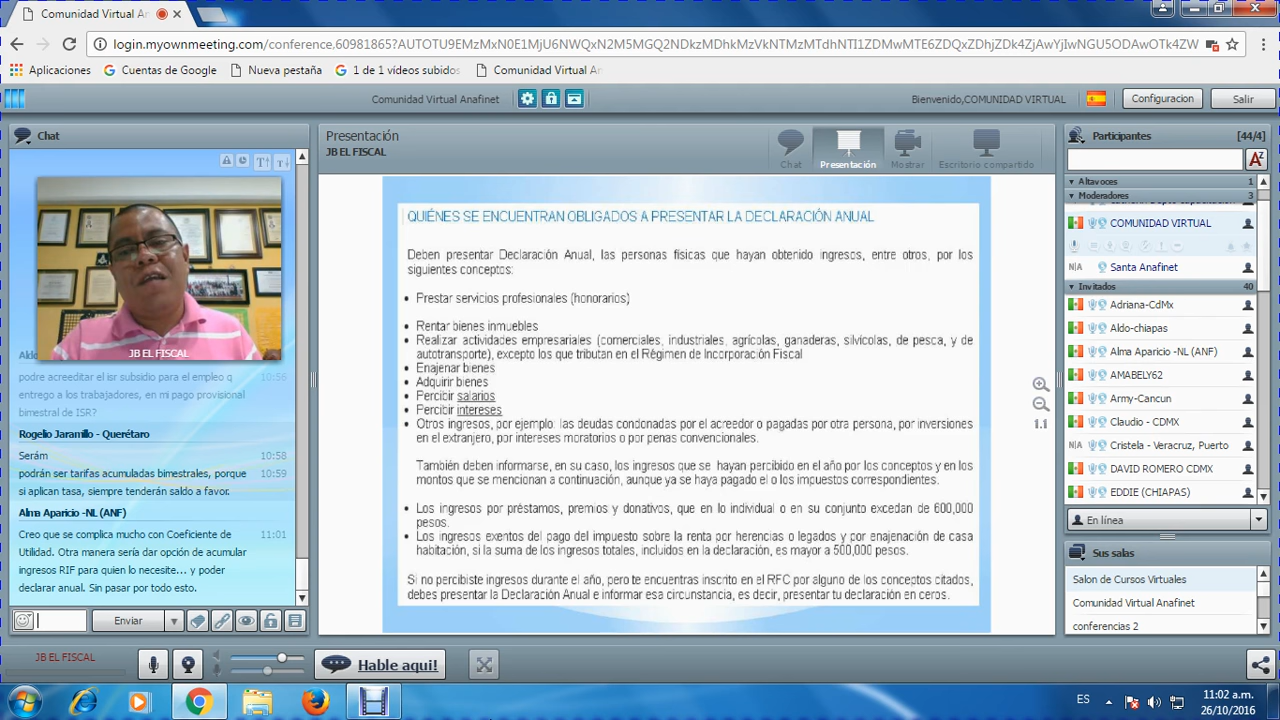 Comunidad Virtual Anafin
login.myownmeeting.com/conference.60981865?
Aplicaciones
Cuentas de Google
Nueva pestaña
1 de 1 vídeos subidos
Comunidad Virtual An
Comunidad Virtual Anafinet
Bienvenido,COMUNIDAD VIRTUAL
Configuracion
Salir
Chat
JB EL FISCAL
Aldo
podre acreeditar el isr subsidio para el empleo q 10:56
entrego a los trabajadores, en mi pago provisional
bimestral de ISR?
Rogelio Jaramillo - Querétaro
Serám 10:58
podrán ser tarifas acumuladas bimestrales, porque 10:59
si aplican tasa, siempre tenderán saldo a favor.
Alma Aparicio -NL (ANF)
Creo que se complica mucho con Coeficiente de 11:01
Utilidad. Otra manera sería dar opción de acumular
ingresos RIF para quien lo necesite... y poder
declarar anual. Sin pasar por todo esto.
Enviar
Presentación
JB EL FISCAL
Chat
Presentación
Mostrar
Escritorio compartido
QUIÉNES SE ENCUENTRAN OBLIGADOS A PRESENTAR LA DECLARACIÓN ANUAL
Deben presentar Declaración Anual, las personas físicas que hayan obtenido ingresos, entre otros, por los
siguientes conceptos:
• Prestar servicios profesionales (honorarios)
• Rentar bienes inmuebles
• Realizar actividades empresariales (comerciales, industriales, agrícolas, ganaderas, silvícolas, de pesca, y de
autotransporte), excepto los que tributan en el Régimen de Incorporación Fiscal
• Enajenar bienes
• Adquirir bienes
• Percibir salarios
• Percibir intereses
• Otros ingresos, por ejemplo: las deudas condonadas por el acreedor o pagadas por otra persona, por inversiones
en el extranjero, por intereses moratorios o por penas convencionales.
También deben informarse, en su caso, los ingresos que se hayan percibido en el año por los conceptos y en los
montos que se mencionan a continuación, aunque ya se haya pagado el o los impuestos correspondientes.
• Los ingresos por préstamos, premios y donativos, que en lo individual o en su conjunto excedan de 600,000
pesos.
• Los ingresos exentos del pago del impuesto sobre la renta por herencias o legados y por enajenación de casa
habitación, si la suma de los ingresos totales, incluidos en la declaración, es mayor a 500,000 pesos.
Si no percibiste ingresos durante el año, pero te encuentras inscrito en el RFC por alguno de los conceptos citados,
debes presentar la Declaración Anual e informar esa circunstancia, es decir, presentar tu declaración en ceros.
1.1
Participantes [44/4]
Altavoces 1
Moderadores 3
COMUNIDAD VIRTUAL
N/A Santa Anafinet
Invitados 40
Adriana-CdMx
Aldo-chiapas
Alma Aparicio -NL (ANF)
AMABELY62
Army-Cancun
Claudio - CDMX
N/A Cristela - Veracruz, Puerto
DAVID ROMERO CDMX
EDDIE (CHIAPAS)
En línea
Sus salas
Salon de Cursos Virtuales
Comunidad Virtual Anafinet
conferencias 2
JB EL FISCAL
Hable aqui!
ES
11:02 a.m.
26/10/2016